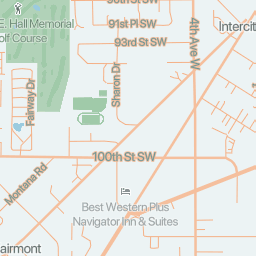 91st Pl SW
E. Hall Memorial
olf Course
93rd St SW
4th Ave W
Intercit
Sharon Dr
Fairway Dr
100th St SW
Montana Rd
Best Western Plus
Navigator Inn & Suites
airmont